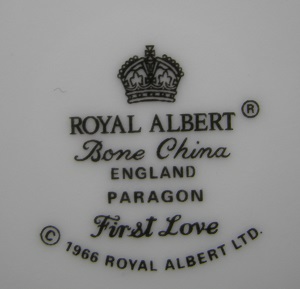 ROYAL ALBERT ®
Bone China
ENGLAND
PARAGON
First Love
© 1966 ROYAL ALBERT LTD.